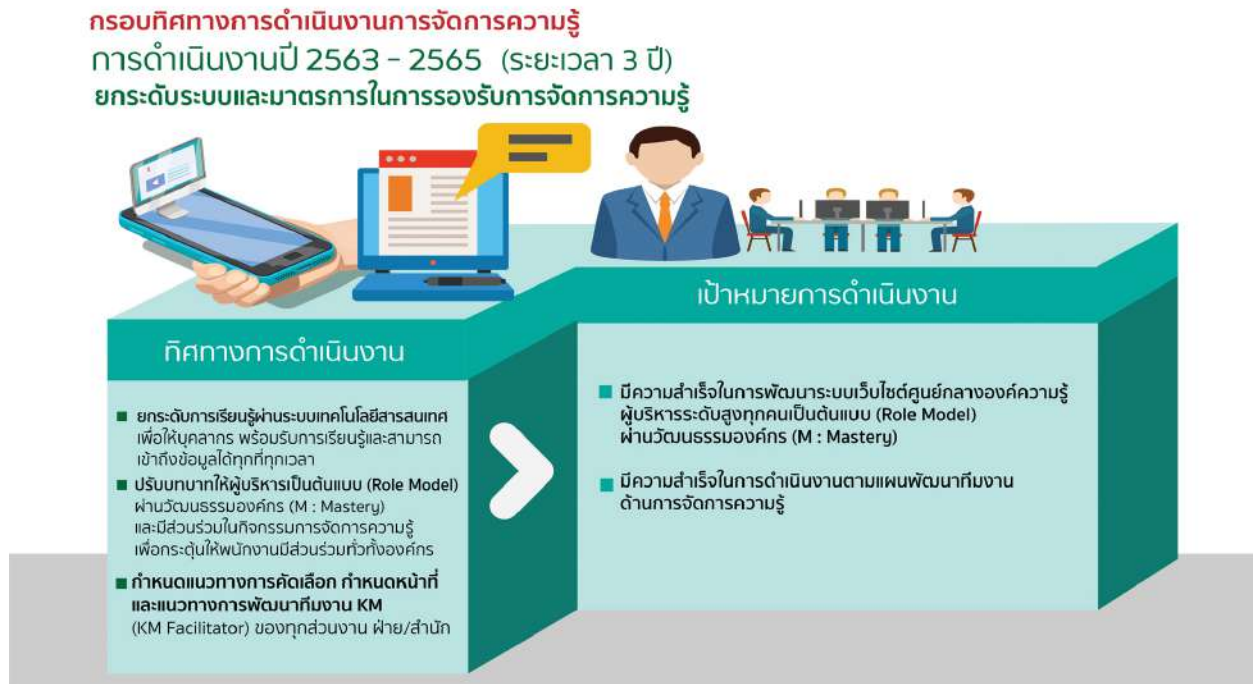 กรอบทิศทางการดำเนินงานการจัดการความรู้
การดำเนินงานปี 2563 - 2565 (ระยะเวลา 3 ปี)
ยกระดับระบบและมาตรการในการรองรับการจัดการความรู้
ทิศทางการดำเนินงาน
ยกระดับการเรียนรู้ผ่านระบบเทคโนโลยีสารสนเทศ
เพื่อให้บุคลากร พร้อมรับการเรียนรู้และสามารถ
เข้าถึงข้อมูลได้ทุกที่ทุกเวลา
ปรับบทบาทให้ผู้บริหารเป็นต้นแบบ (Role Model)
ผ่านวัฒนธรรมองค์กร (M : Mastery)
และมีส่วนร่วมในกิจกรรมการจัดการความรู้
เพื่อกระตุ้นให้พนักงานมีส่วนร่วมทั่วทั้งองค์กร
กำหนดแนวทางการคัดเลือก กำหนดหน้าที่
และแนวทางการพัฒนาทีมงาน KM
(KM Facilitator) ของทุกส่วนงาน ฝ่าย/สำนัก
เป้าหมายการดำเนินงาน
มีความสำเร็จในการพัฒนาระบบเว็บไซต์ศูนย์กลางองค์ความรู้
ผู้บริหารระดับสูงทุกคนเป็นต้นแบบ (Role Model)
ผ่านวัฒนธรรมองค์กร (M : Mastery)
มีความสำเร็จในการดำเนินงานตามแผนพัฒนาทีมงาน
ด้านการจัดการความรู้